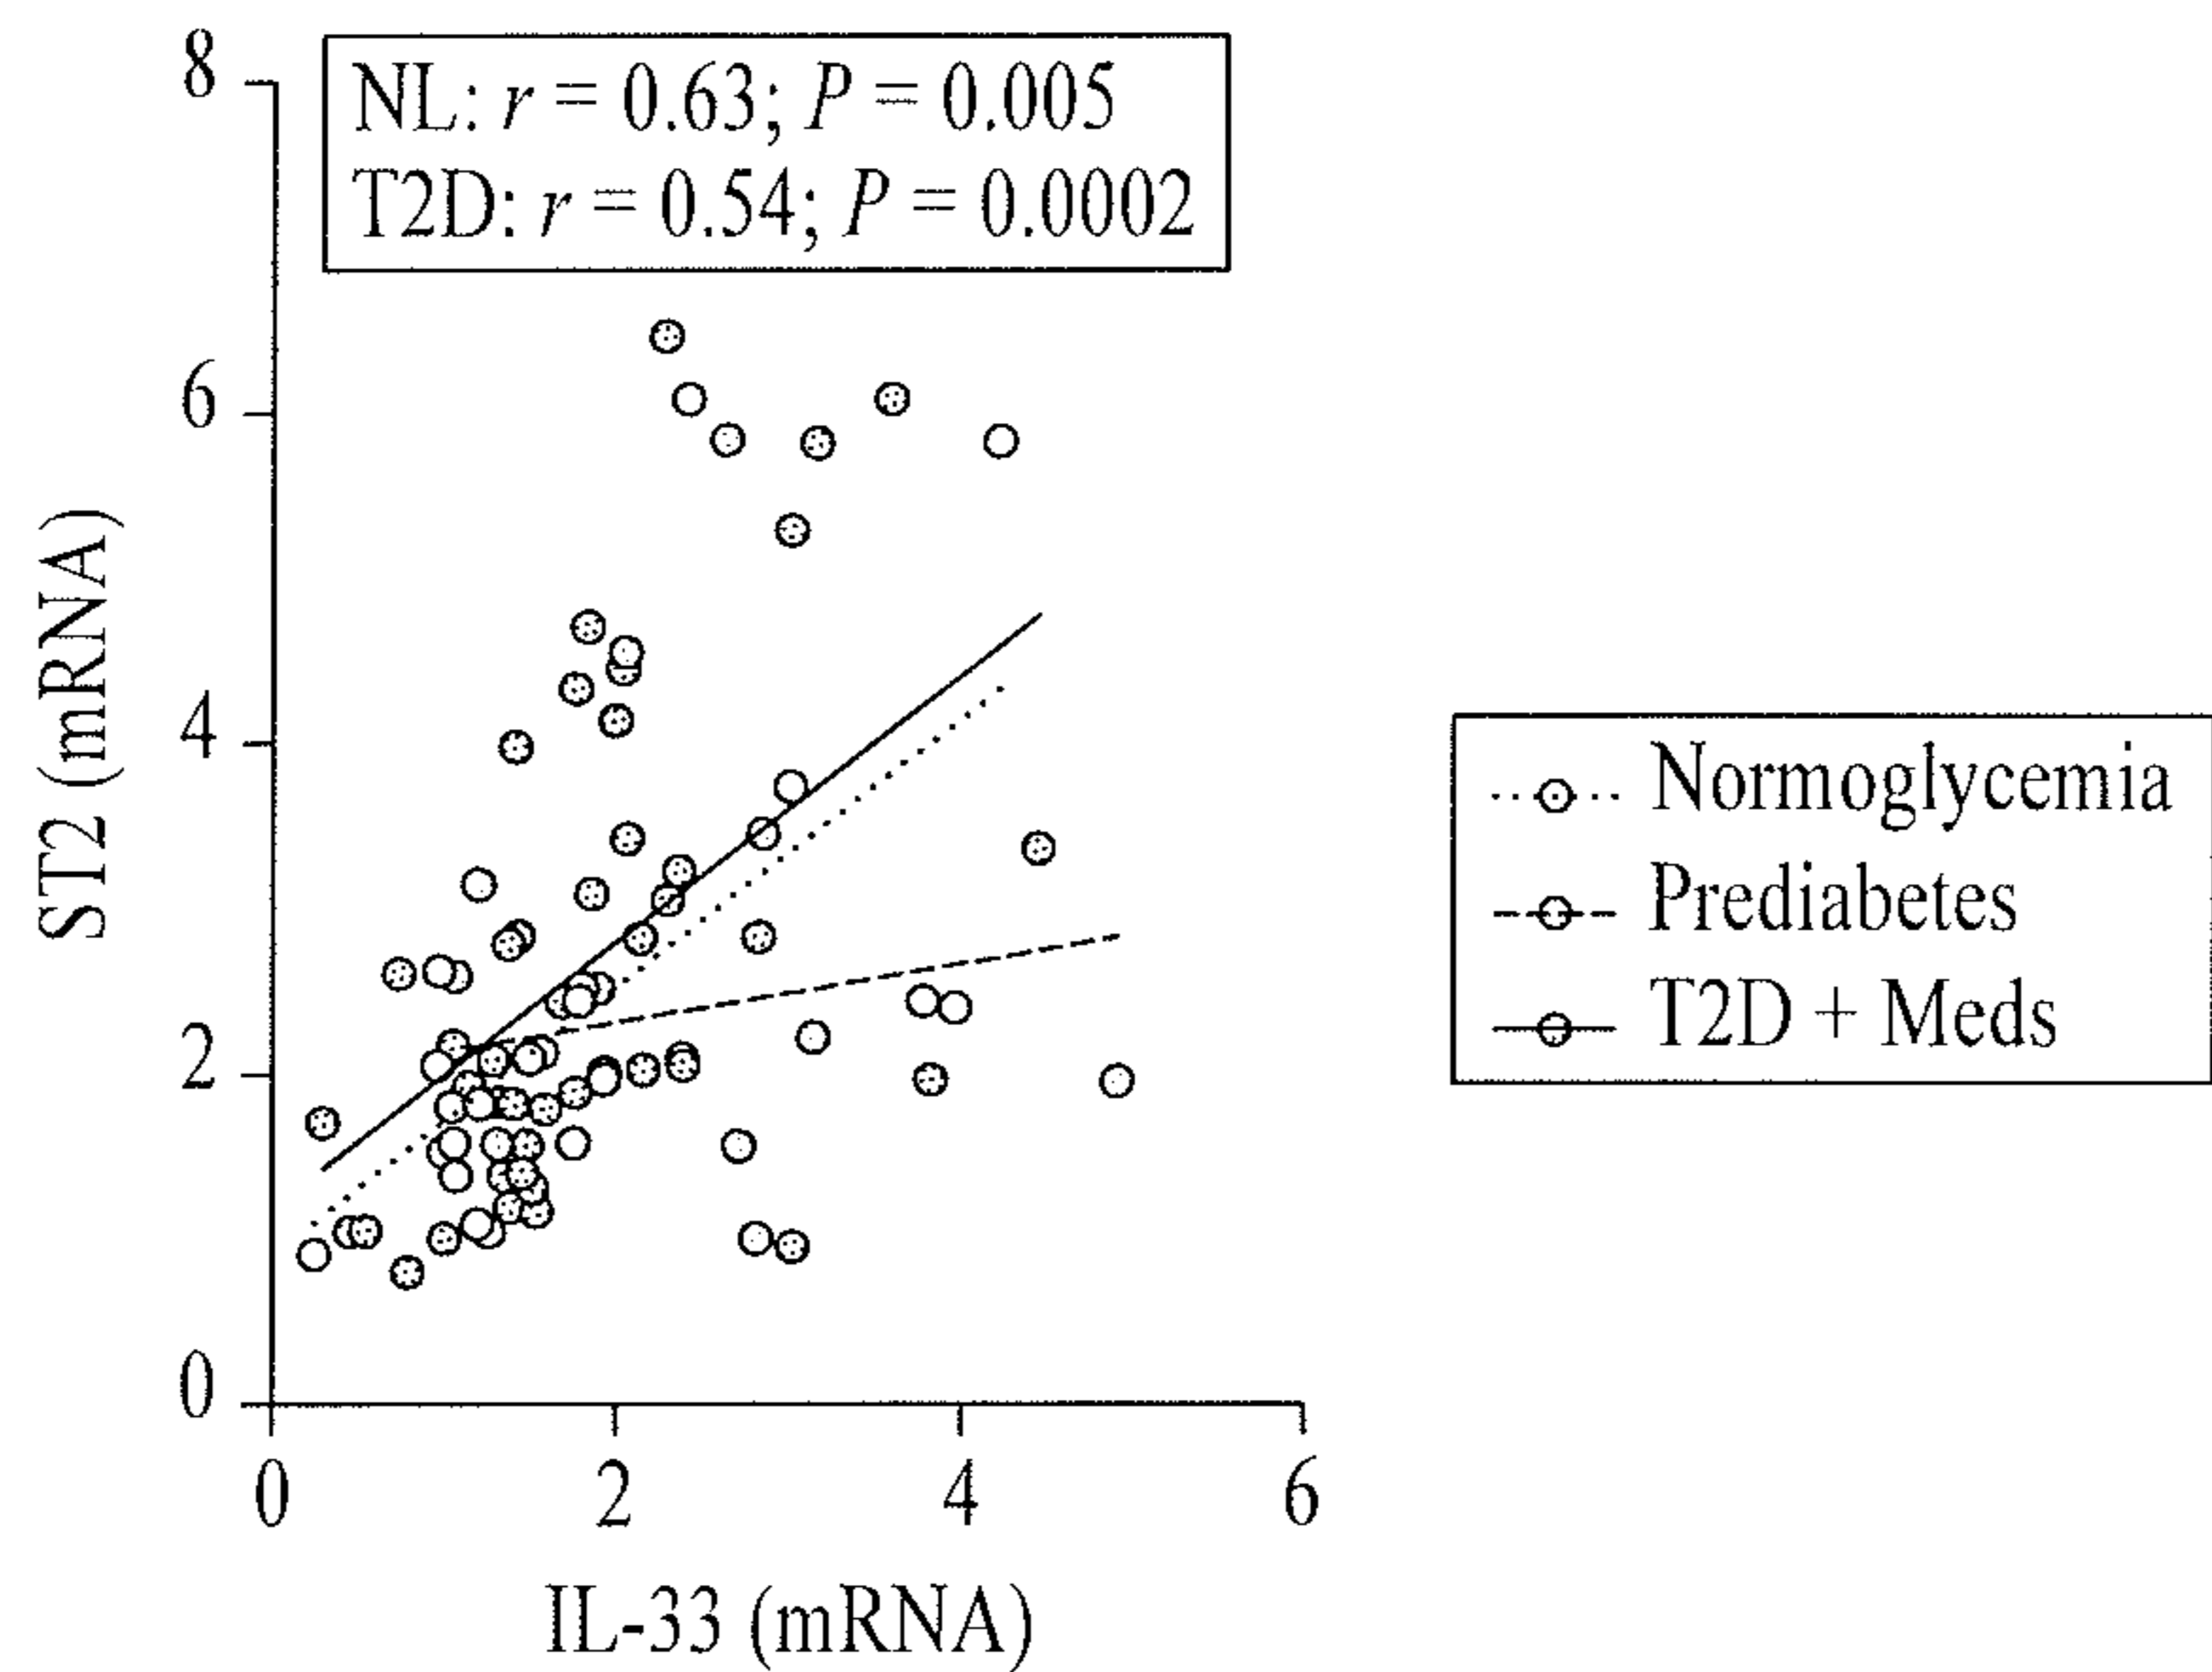 NL: r = 0.63; P = 0.005
T2D: r = 0.54; P = 0.0002
8
6
4
2
0
ST2 (mRNA)
0 2 4 6
IL-33 (mRNA)
Normoglycemia
Prediabetes
T2D + Meds